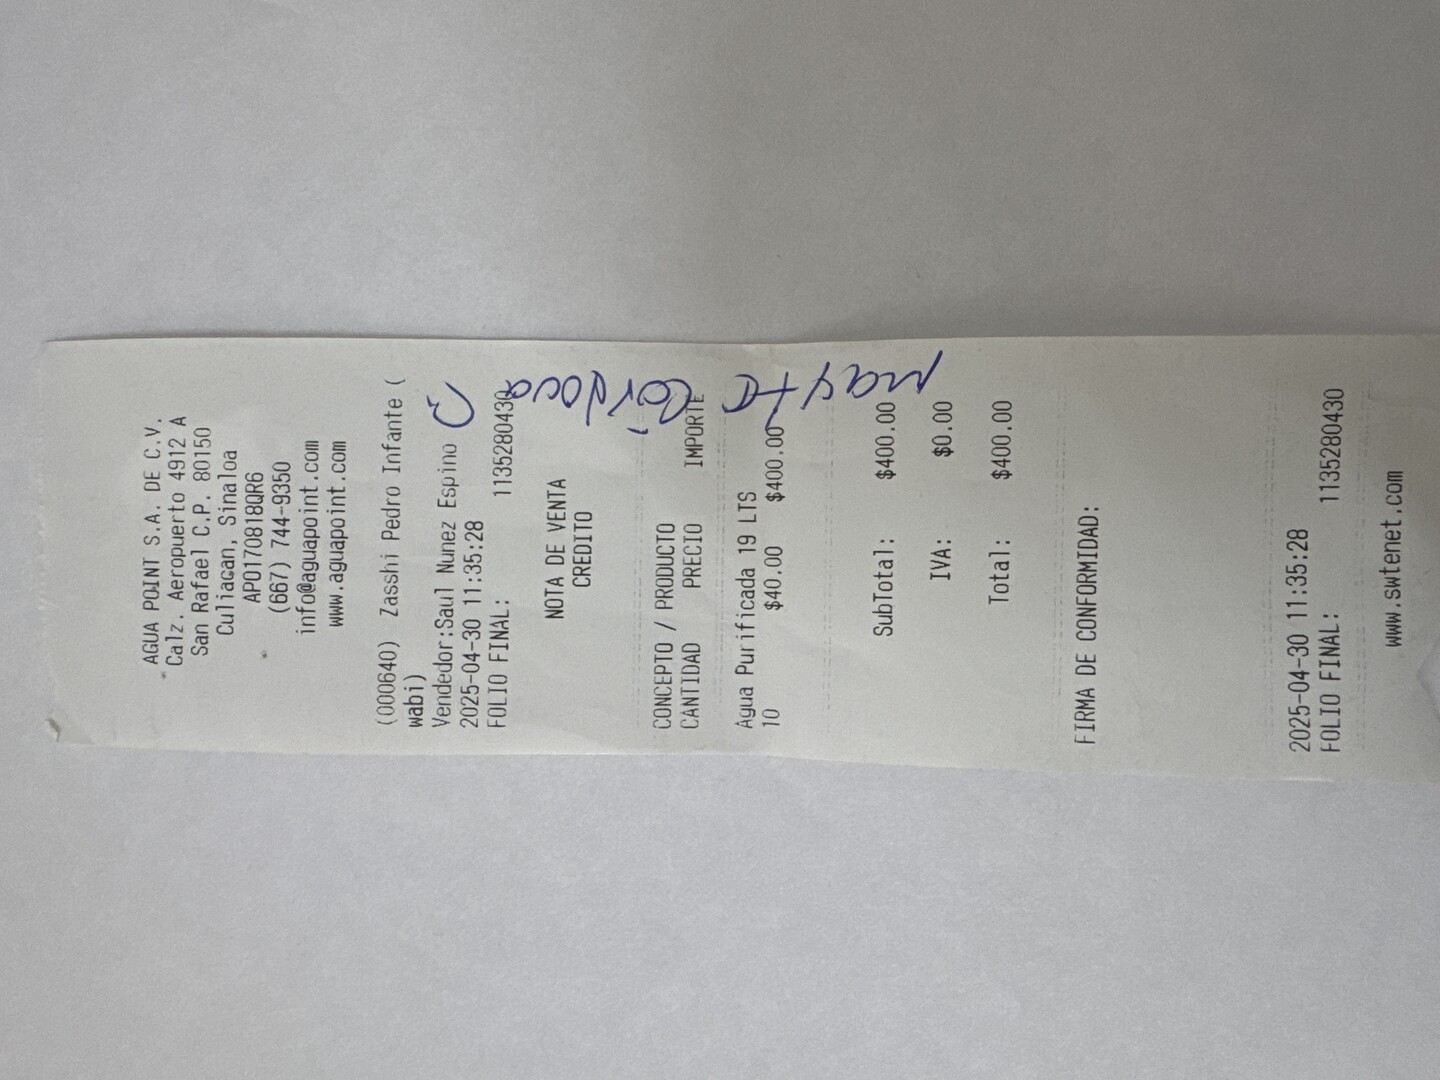 AGUA POINT S.A. DE C.V.
Calz. Aeropuerto 4912 A
San Rafael C.P. 80150
Culiacan, Sinaloa
APO170818QR6
(667) 744-9350
info@aguapoint.com
www.aguapoint.com
(000640) Zasshi Pedro Infante (
wabi)
Vendedor:Saul Nunez Espino
2025-04-30 11:35:28
FOLIO FINAL: 1135280430
NOTA DE VENTA
CREDITO
CONCEPTO / PRODUCTO
CANTIDAD PRECIO IMPORTE
Agua Purificada 19 LTS
10 $40.00 $400.00
SubTotal: $400.00
IVA: $0.00
Total: $400.00
mayte Córdova C.
FIRMA DE CONFORMIDAD:
2025-04-30 11:35:28
FOLIO FINAL: 1135280430
www.swtenet.com